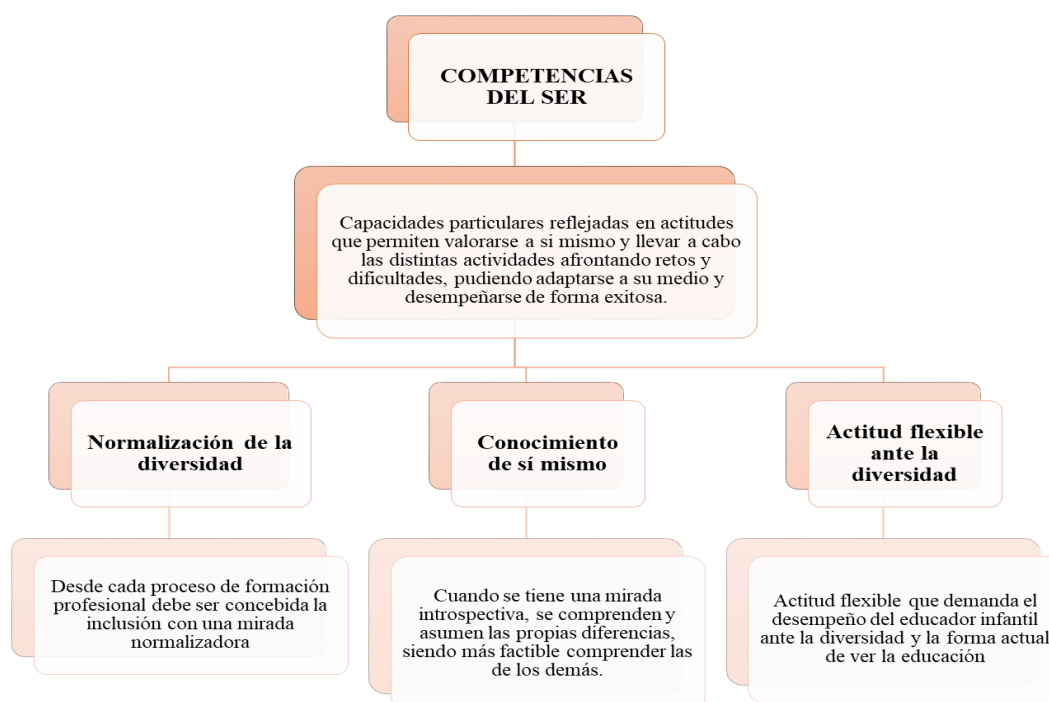 COMPETENCIAS
DEL SER
Capacidades particulares reflejadas en actitudes
que permiten valorarse a si mismo y llevar a cabo
las distintas actividades afrontando retos y
dificultades, pudiendo adaptarse a su medio y
desempeñarse de forma exitosa.
Normalización de la
diversidad
Conocimiento
de sí mismo
Actitud flexible
ante la
diversidad
Desde cada proceso de formación
profesional debe ser concebida la
inclusión con una mirada
normalizadora
Cuando se tiene una mirada
introspectiva, se comprenden y
asumen las propias diferencias,
siendo más factible comprender las
de los demás.
Actitud flexible que demanda el
desempeño del educador infantil
ante la diversidad y la forma actual
de ver la educación